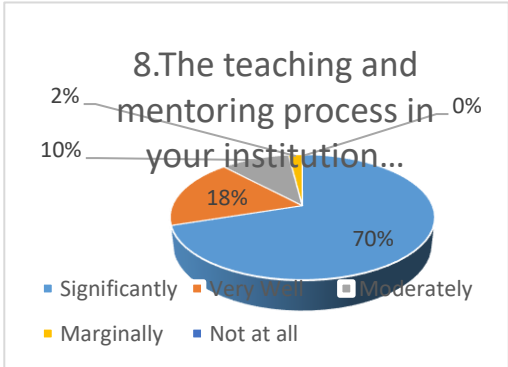 8.The teaching and
mentoring process in
your institution...
2%
0%
10%
18%
70%
Significantly Very Well Moderately
Marginally Not at all